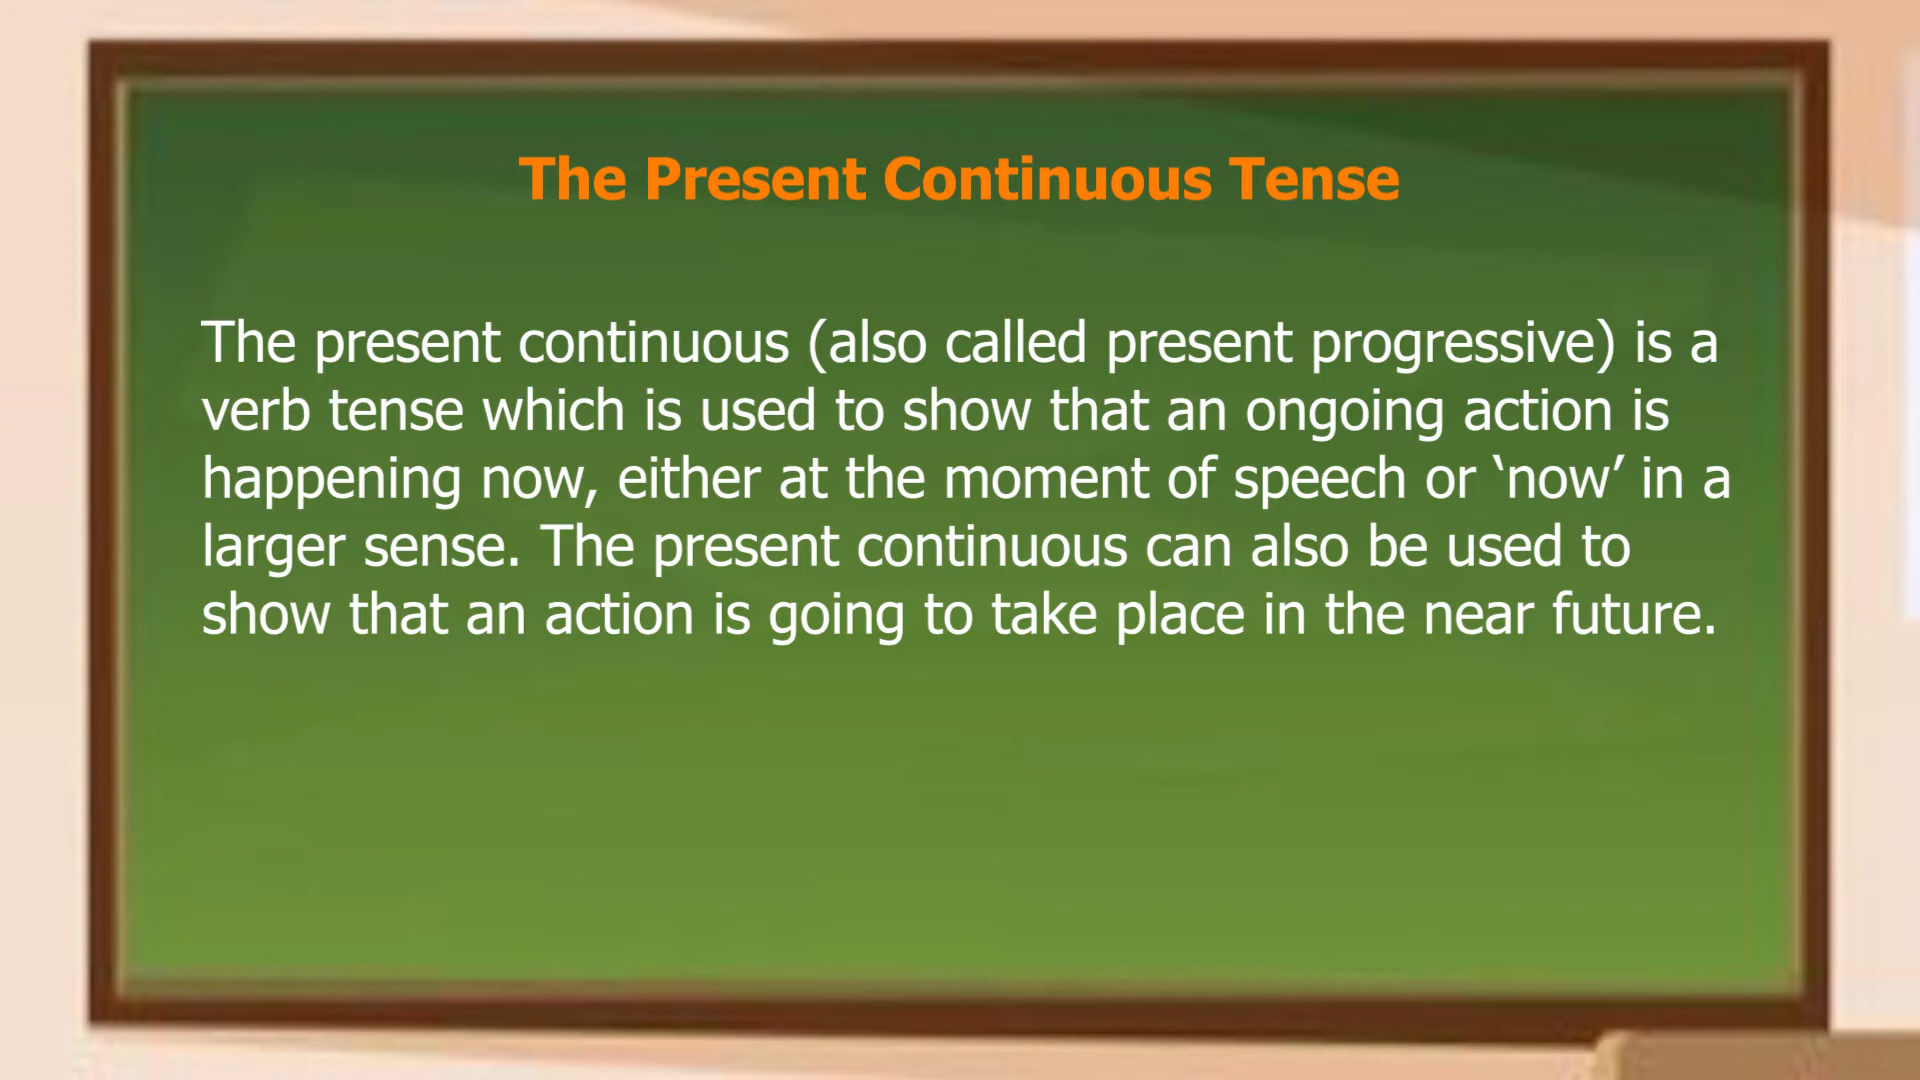 The Present Continuous Tense
The present continuous (also called present progressive) is a
verb tense which is used to show that an ongoing action is
happening now, either at the moment of speech or ‘now’ in a
larger sense. The present continuous can also be used to
show that an action is going to take place in the near future.